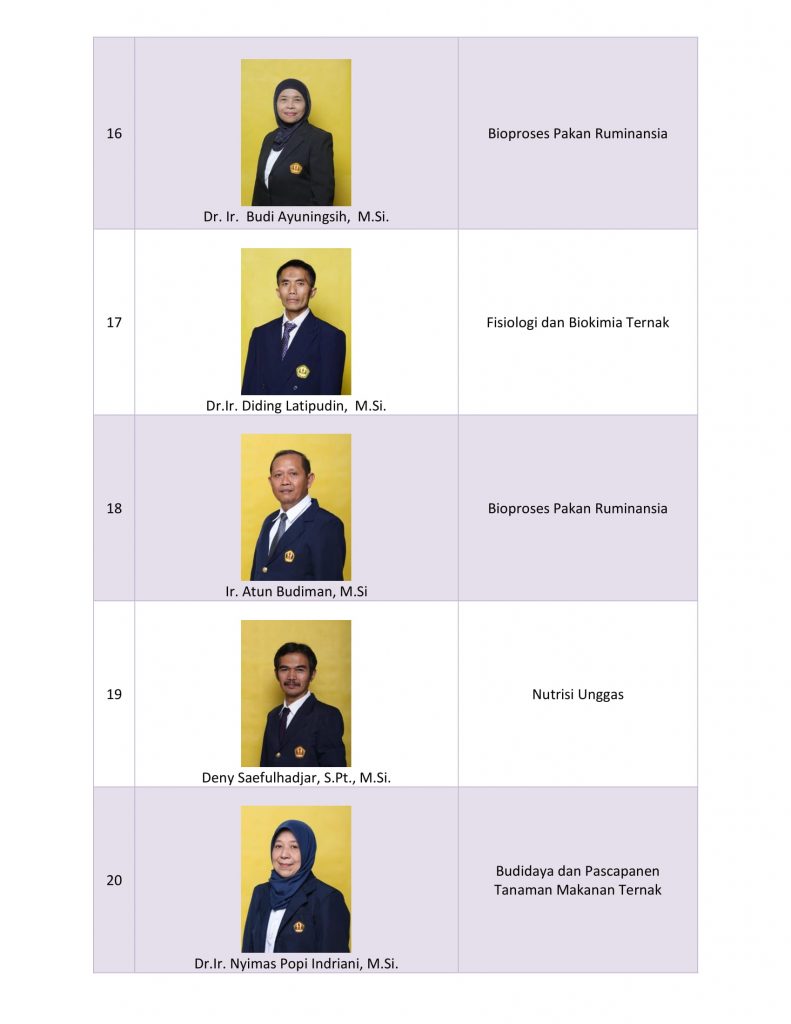 16
Bioproses Pakan Ruminansia
Dr. Ir.  Budi Ayuningsih,  M.Si.
17
Fisiologi dan Biokimia Ternak
Dr.Ir. Diding Latipudin,  M.Si.
18
Bioproses Pakan Ruminansia
Ir. Atun Budiman, M.Si
19
Nutrisi Unggas
Deny Saefulhadjar, S.Pt., M.Si.
20
Budidaya dan Pascapanen
Tanaman Makanan Ternak
Dr.Ir. Nyimas Popi Indriani, M.Si.